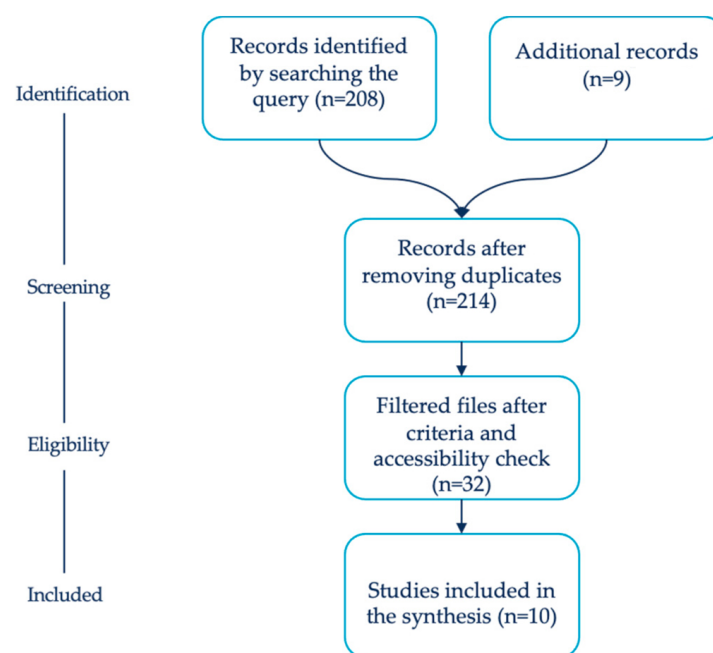 Identification
Records identified
by searching the
query (n=208)
Additional records
(n=9)
Screening
Records after
removing duplicates
(n=214)
Eligibility
Filtered files after
criteria and
accessibility check
(n=32)
Included
Studies included in
the synthesis (n=10)